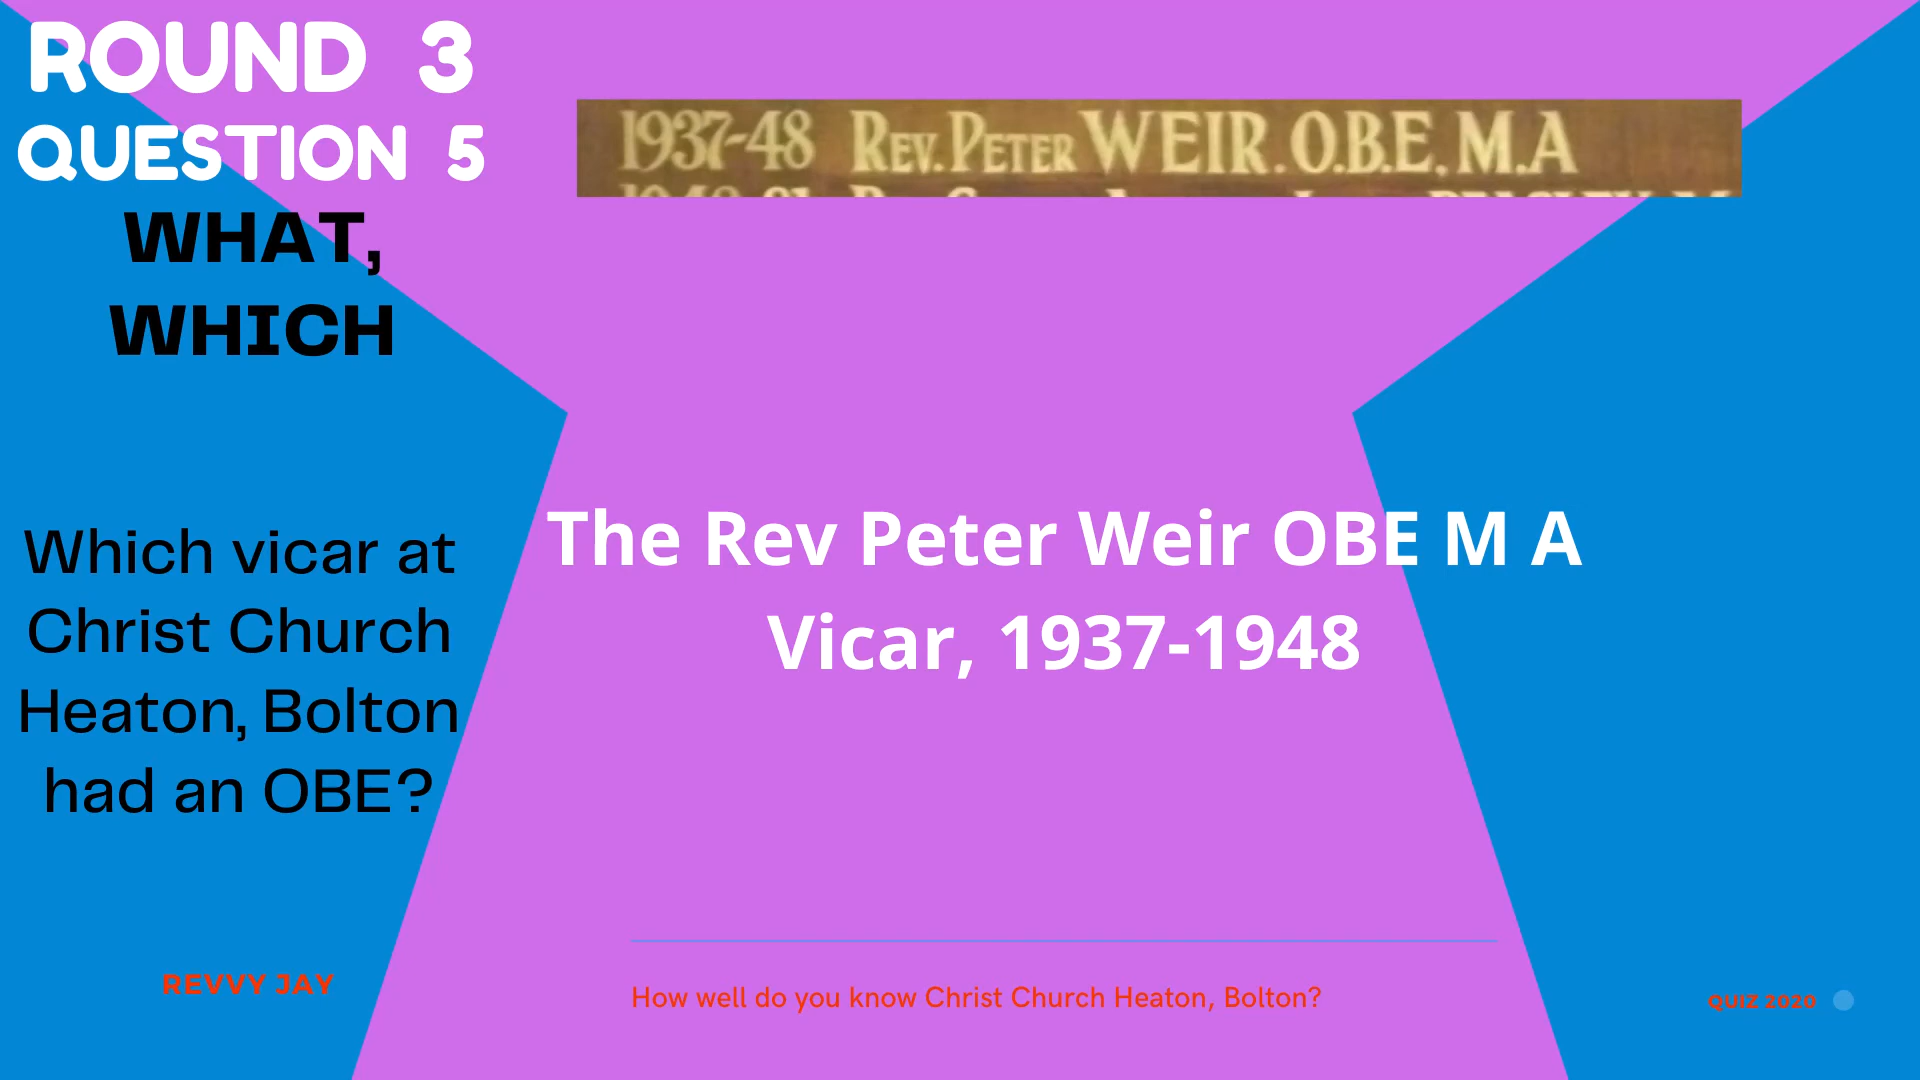 ROUND 3
QUESTION 5
WHAT,
WHICH
Which vicar at
Christ Church
Heaton, Bolton
had an OBE?
REVVY JAY
1937-48 REV. PETER WEIR. O.B.E. M.A
The Rev Peter Weir OBE M A
Vicar, 1937-1948
How well do you know Christ Church Heaton, Bolton?
QUIZ 2020